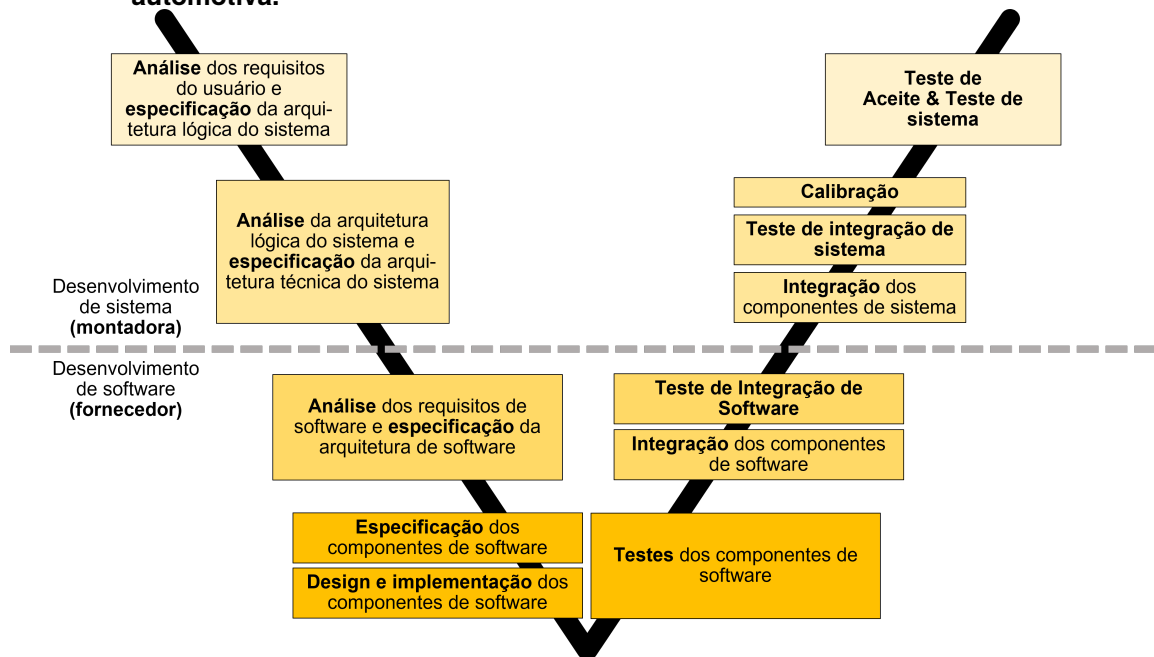 automotiva.
Análise dos requisitos
do usuário e
especificação da arqui-
tetura lógica do sistema
Teste de
Aceite & Teste de
sistema
Análise da arquitetura
lógica do sistema e
especificação da arqui-
tetura técnica do sistema
Calibração
Teste de integração de
sistema
Integração dos
componentes de sistema
Desenvolvimento
de sistema
(montadora)
Desenvolvimento
de software
(fornecedor)
Análise dos requisitos de
software e especificação da
arquitetura de software
Teste de Integração de
Software
Integração dos componentes
de software
Especificação dos
componentes de software
Design e implementação dos
componentes de software
Testes dos componentes de
software